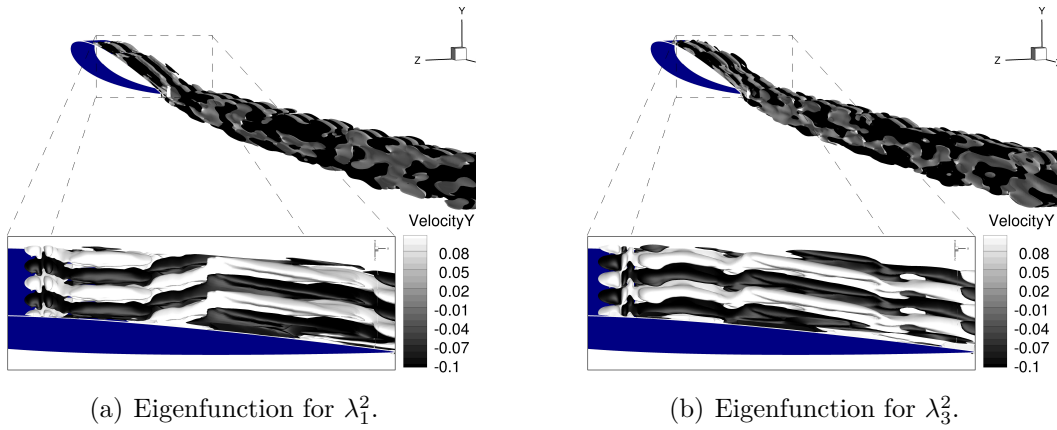 Y
Z
VelocityY
0.08
0.05
0.02
-0.01
-0.04
-0.07
-0.1
(a) Eigenfunction for λ₁².
Y
Z
VelocityY
0.08
0.05
0.02
-0.01
-0.04
-0.07
-0.1
(b) Eigenfunction for λ₃².